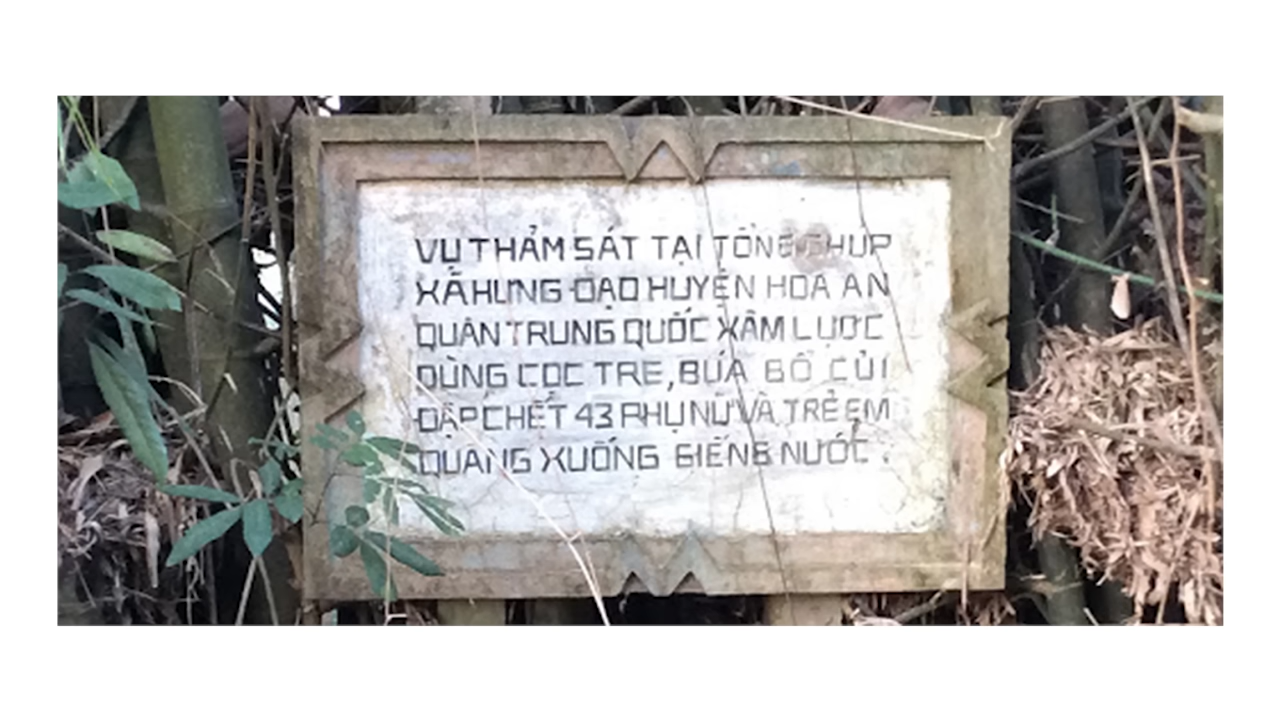 VỤ THẢM SÁT TẠI TỔNG CHÚP
XÃ HƯNG ĐẠO HUYỆN HOÀ AN
QUÂN TRUNG QUỐC XÂM LƯỢC
DÙNG CỌC TRE, BÚA BỔ CỦI
ĐẬP CHẾT 43 PHỤ NỮ VÀ TRẺ EM
QUẲNG XUỐNG GIẾNG NƯỚC.